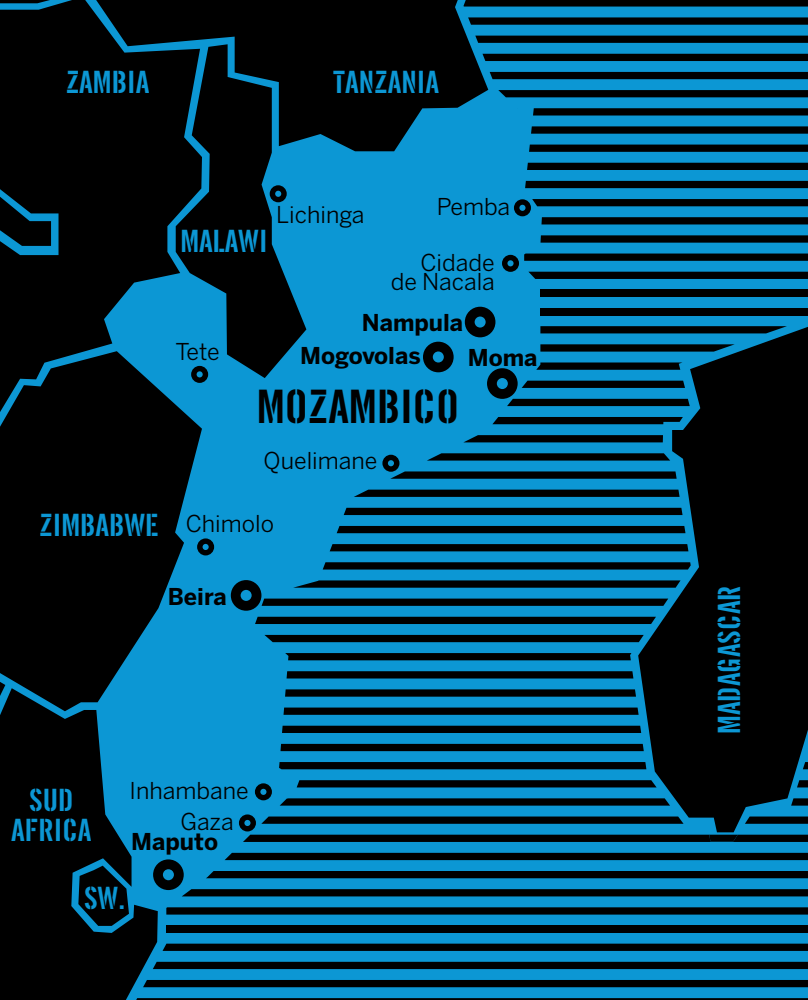 ZAMBIA
TANZANIA
Lichinga
Pemba
MALAWI
Cidade
de Nacala
Nampula
Tete
Mogovolas
Moma
MOZAMBICO
Quelimane
ZIMBABWE
Chimolo
Beira
MADAGASCAR
Inhambane
SUD
AFRICA
Gaza
Maputo
SW.